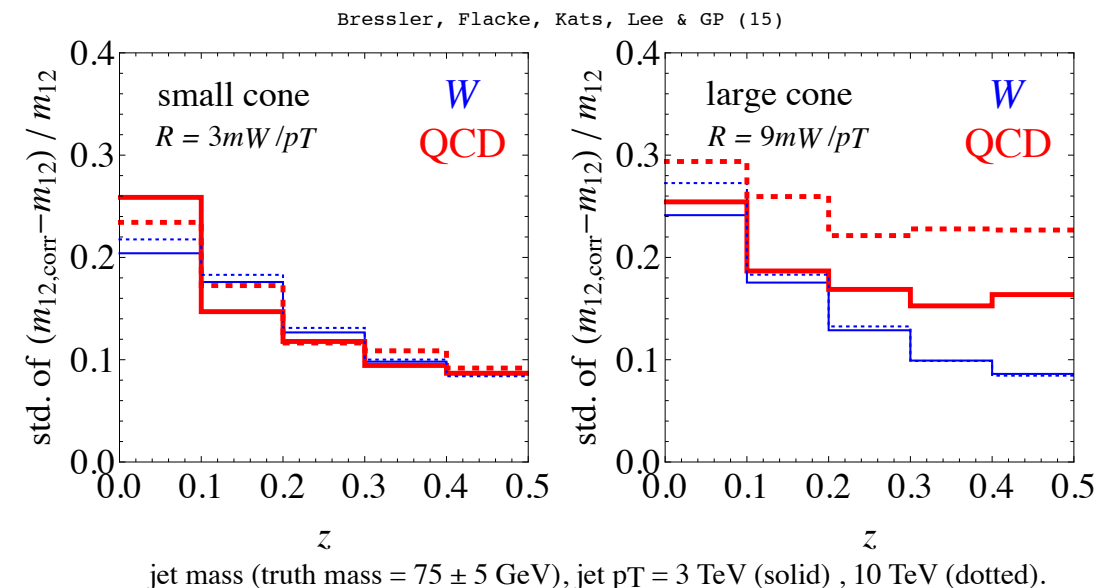 Bressler, Flacke, Kats, Lee & GP (15)
std. of (m12,corr−m12) / m12
0.4
0.3
0.2
0.1
0.0
small cone
R = 3mW/pT
W
QCD
0.0 0.1 0.2 0.3 0.4 0.5
z
std. of (m12,corr−m12) / m12
0.4
0.3
0.2
0.1
0.0
large cone
R = 9mW/pT
W
QCD
0.0 0.1 0.2 0.3 0.4 0.5
z
jet mass (truth mass = 75 ± 5 GeV), jet pT = 3 TeV (solid) , 10 TeV (dotted).